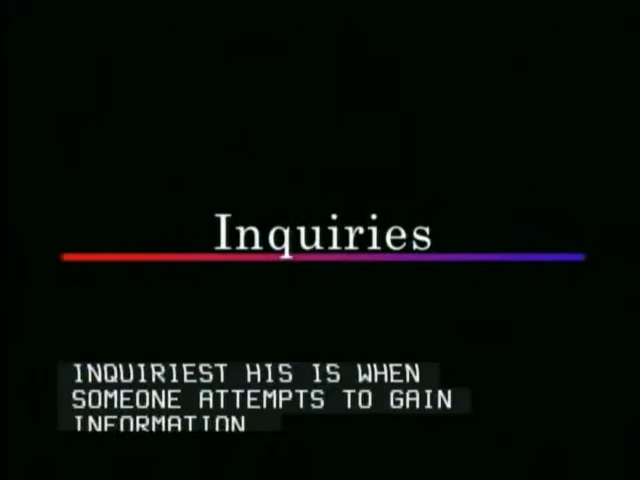 Inquiries
INQUIRIEST HIS IS WHEN
SOMEONE ATTEMPTS TO GAIN
INFORMATION